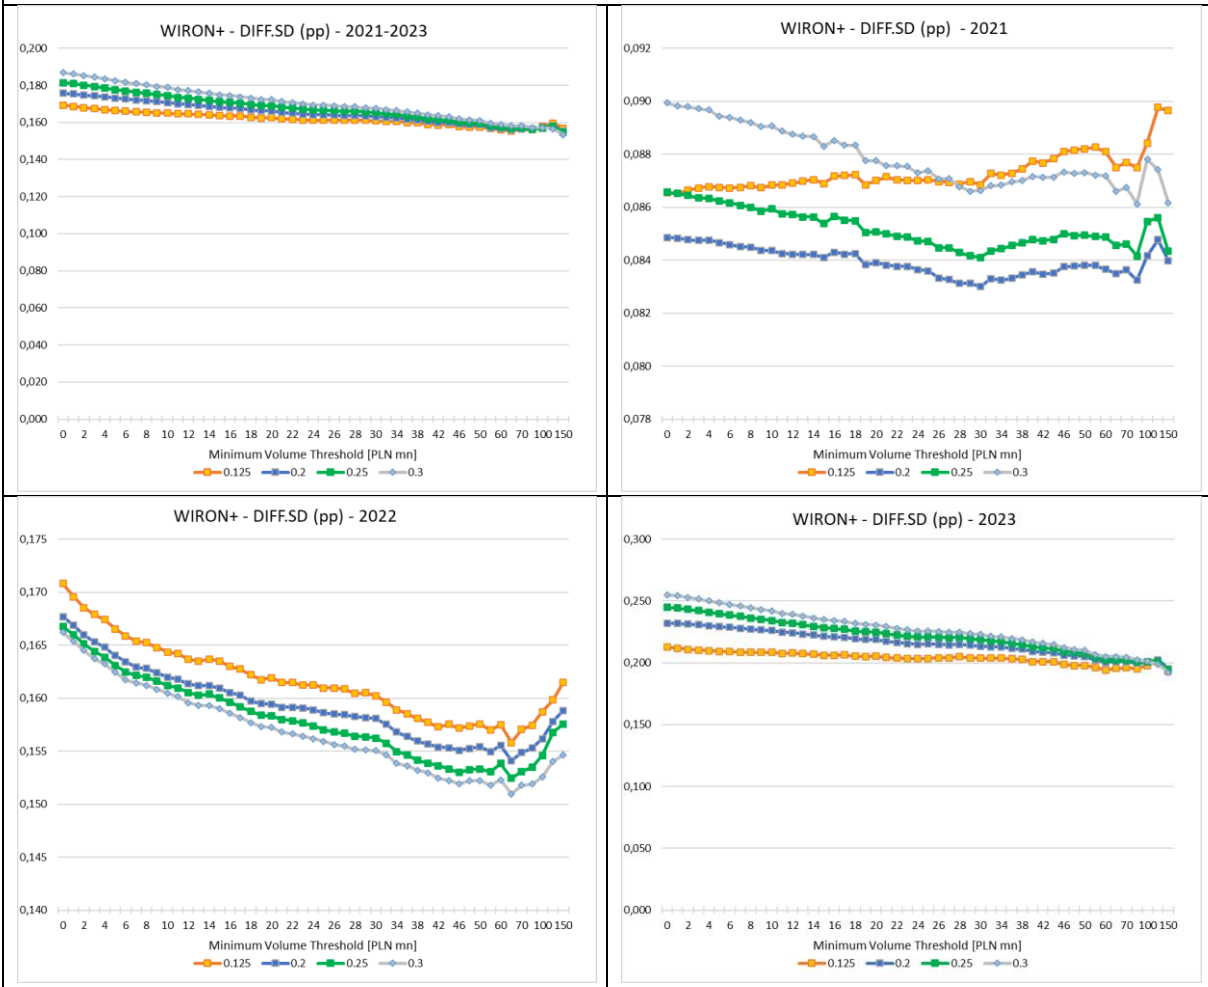 WIRON+ - DIFF.SD (pp) - 2021-2023
0,200
0,180
0,160
0,140
0,120
0,100
0,080
0,060
0,040
0,020
0,000
0 2 4 6 8 10 12 14 16 18 20 22 24 26 28 30 34 38 42 46 50 60 70 100 150
Minimum Volume Threshold [PLN mn]
0.125 0.2 0.25 0.3
WIRON+ - DIFF.SD (pp) - 2021
0,092
0,090
0,088
0,086
0,084
0,082
0,080
0,078
0 2 4 6 8 10 12 14 16 18 20 22 24 26 28 30 34 38 42 46 50 60 70 100 150
Minimum Volume Threshold [PLN mn]
0.125 0.2 0.25 0.3
WIRON+ - DIFF.SD (pp) - 2022
0,175
0,170
0,165
0,160
0,155
0,150
0,145
0,140
0 2 4 6 8 10 12 14 16 18 20 22 24 26 28 30 34 38 42 46 50 60 70 100 150
Minimum Volume Threshold [PLN mn]
0.125 0.2 0.25 0.3
WIRON+ - DIFF.SD (pp) - 2023
0,300
0,250
0,200
0,150
0,100
0,050
0,000
0 2 4 6 8 10 12 14 16 18 20 22 24 26 28 30 34 38 42 46 50 60 70 100 150
Minimum Volume Threshold [PLN mn]
0.125 0.2 0.25 0.3